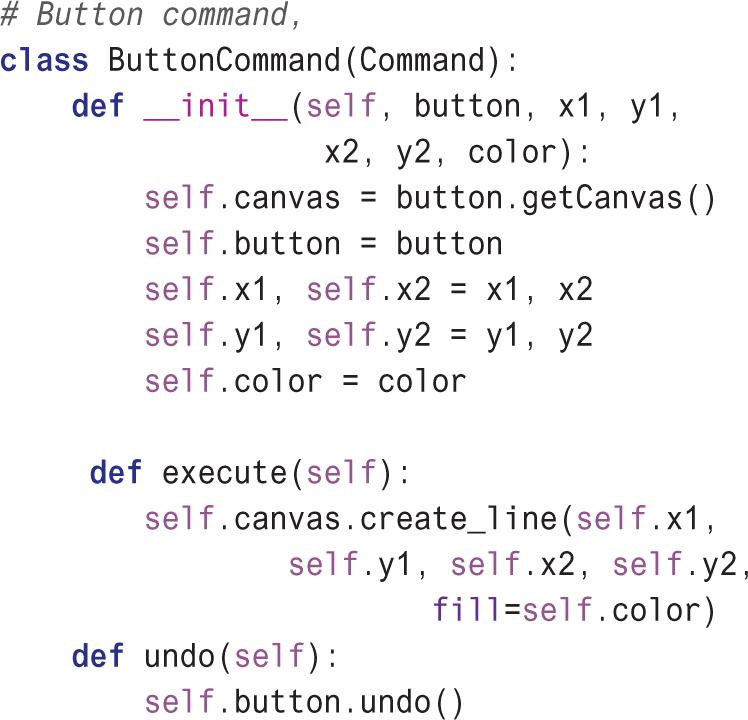 # Button command,
class ButtonCommand(Command):
    def __init__(self, button, x1, y1,
                  x2, y2, color):
        self.canvas = button.getCanvas()
        self.button = button
        self.x1, self.x2 = x1, x2
        self.y1, self.y2 = y1, y2
        self.color = color

     def execute(self):
        self.canvas.create_line(self.x1,
                self.y1, self.x2, self.y2,
                        fill=self.color)
    def undo(self):
        self.button.undo()